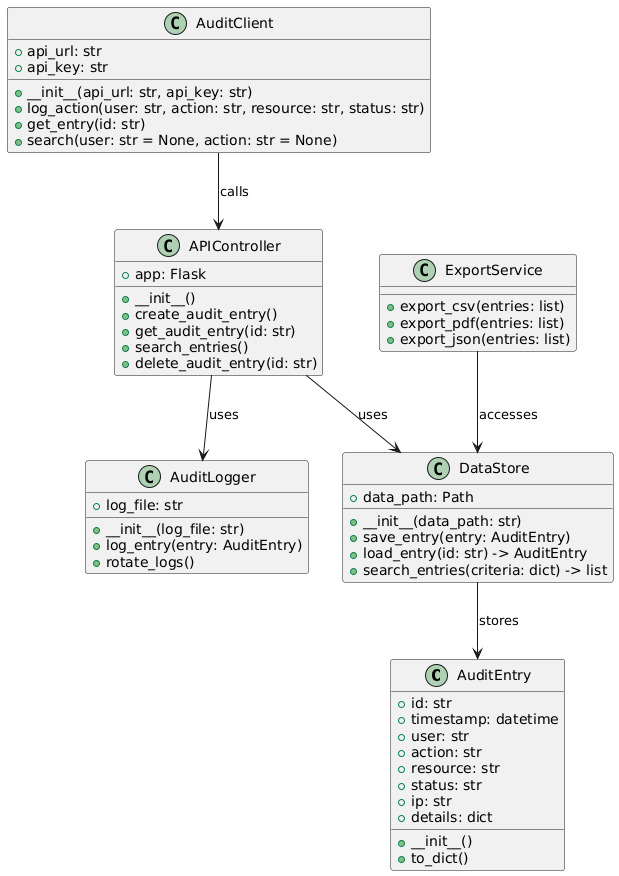 C AuditClient
api_url: str
api_key: str
__init__(api_url: str, api_key: str)
log_action(user: str, action: str, resource: str, status: str)
get_entry(id: str)
search(user: str = None, action: str = None)
calls
C APIController
app: Flask
__init__()
create_audit_entry()
get_audit_entry(id: str)
search_entries()
delete_audit_entry(id: str)
C ExportService
export_csv(entries: list)
export_pdf(entries: list)
export_json(entries: list)
uses
uses
accesses
C AuditLogger
log_file: str
__init__(log_file: str)
log_entry(entry: AuditEntry)
rotate_logs()
C DataStore
data_path: Path
__init__(data_path: str)
save_entry(entry: AuditEntry)
load_entry(id: str) -> AuditEntry
search_entries(criteria: dict) -> list
stores
C AuditEntry
id: str
timestamp: datetime
user: str
action: str
resource: str
status: str
ip: str
details: dict
__init__()
to_dict()